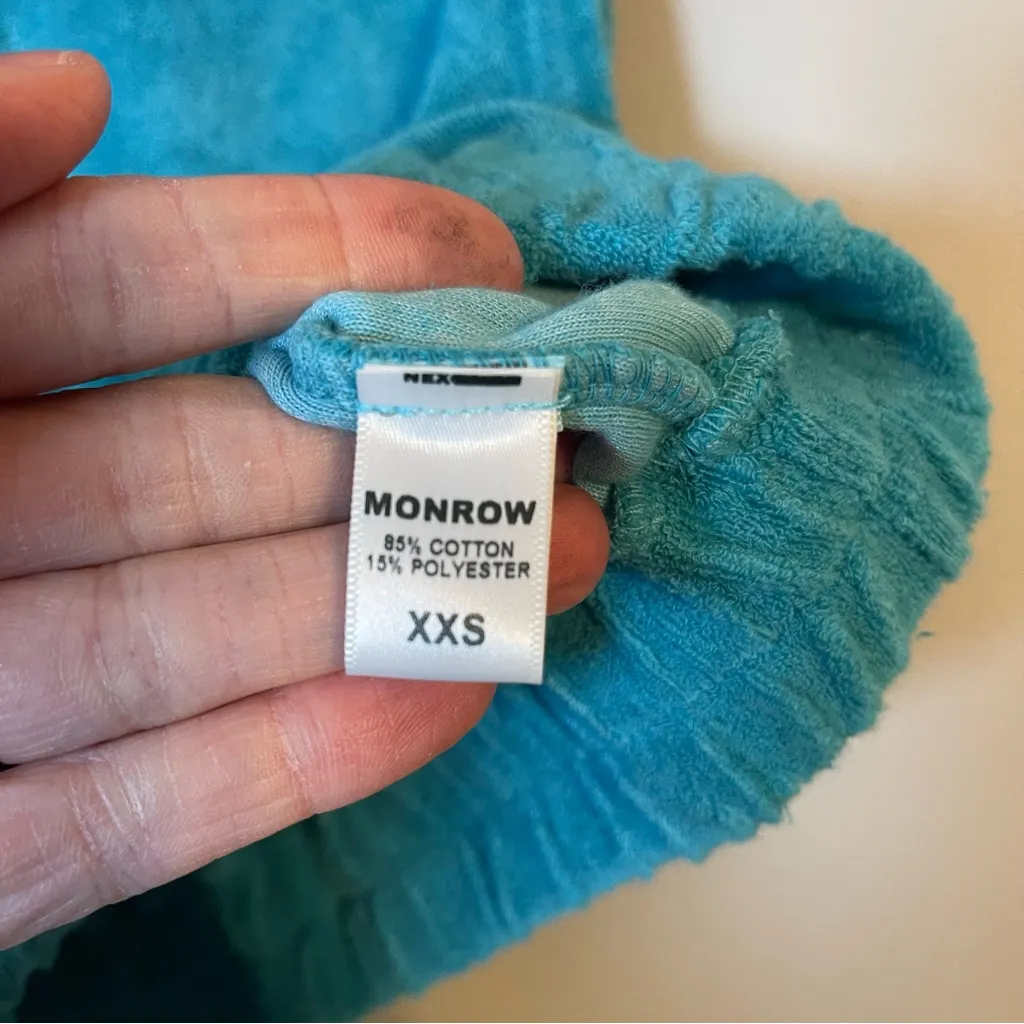 MONROW
85% COTTON
15% POLYESTER
XXS